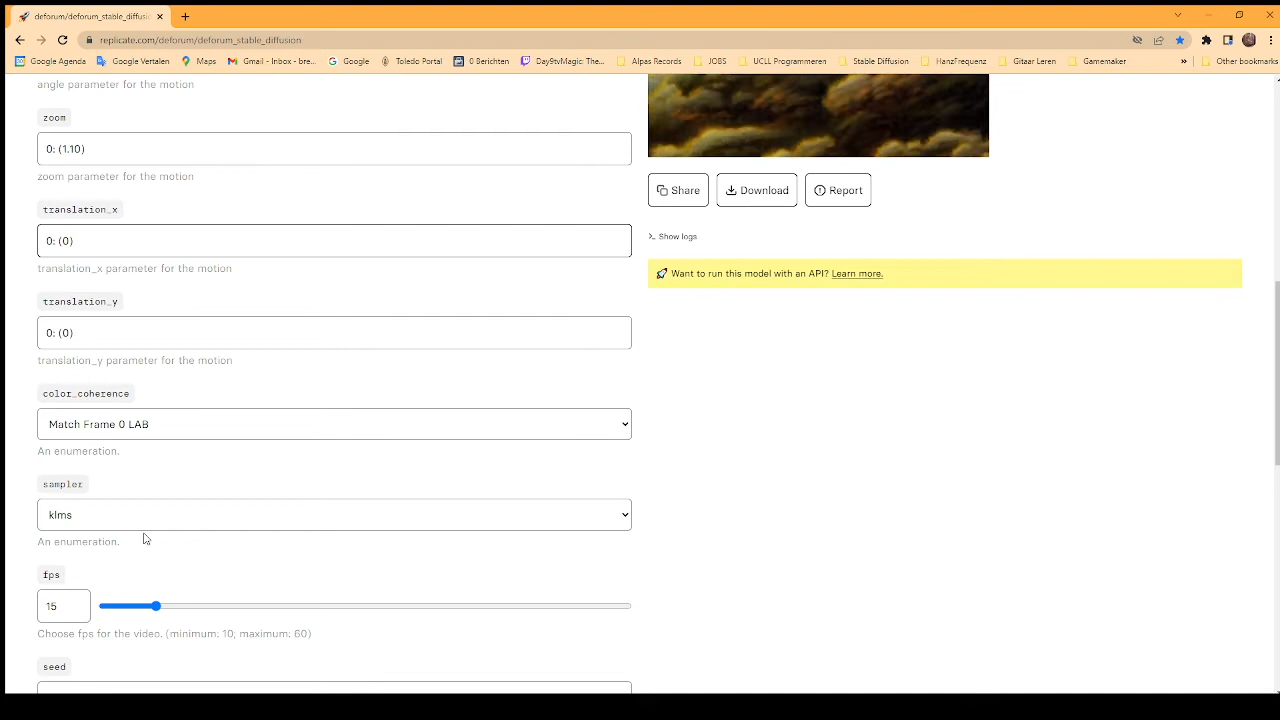 deforum/deforum_stable_diffusi
replicate.com/deforum/deforum_stable_diffusion
Google Agenda
Google Vertalen
Maps
Gmail - Inbox - bre...
Google
Toledo Portal
0 Berichten
Day9tvMagic: The...
Alpas Records
JOBS
UCLL Programmeren
Stable Diffusion
HanzFrequenz
Gitaar Leren
Gamemaker
»
Other bookmarks
angle parameter for the motion
zoom
0: (1.10)
zoom parameter for the motion
translation_x
0: (0)
translation_x parameter for the motion
translation_y
0: (0)
translation_y parameter for the motion
color_coherence
Match Frame 0 LAB
An enumeration.
sampler
klms
An enumeration.
fps
15
Choose fps for the video. (minimum: 10; maximum: 60)
seed
Share
Download
Report
Show logs
Want to run this model with an API? Learn more.